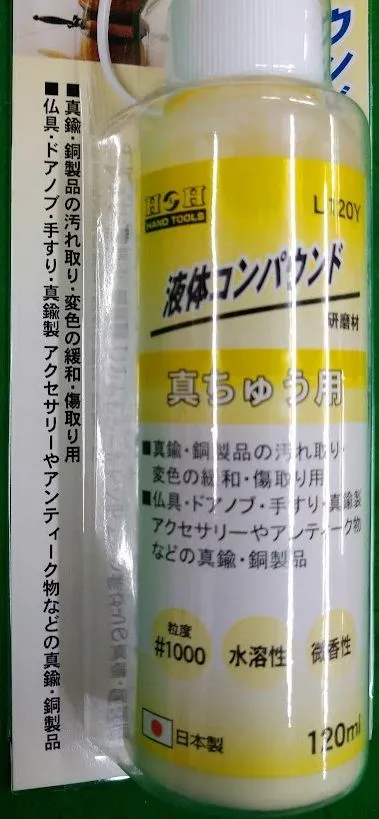 ■真鍮・銅製品の汚れ取り・変色の緩和・傷取り用
■仏具・ドアノブ・手すり・真鍮製 アクセサリーやアンティーク物などの真鍮・銅製品
H&H
HAND TOOLS
L-120Y
液体コンパウンド
研磨材
真ちゅう用
■真鍮・銅製品の汚れ取り・
変色の緩和・傷取り用
■仏具・ドアノブ・手すり・真鍮製
アクセサリーやアンティーク物
などの真鍮・銅製品
粒度
#1000
水溶性
微香性
日本製
120ml